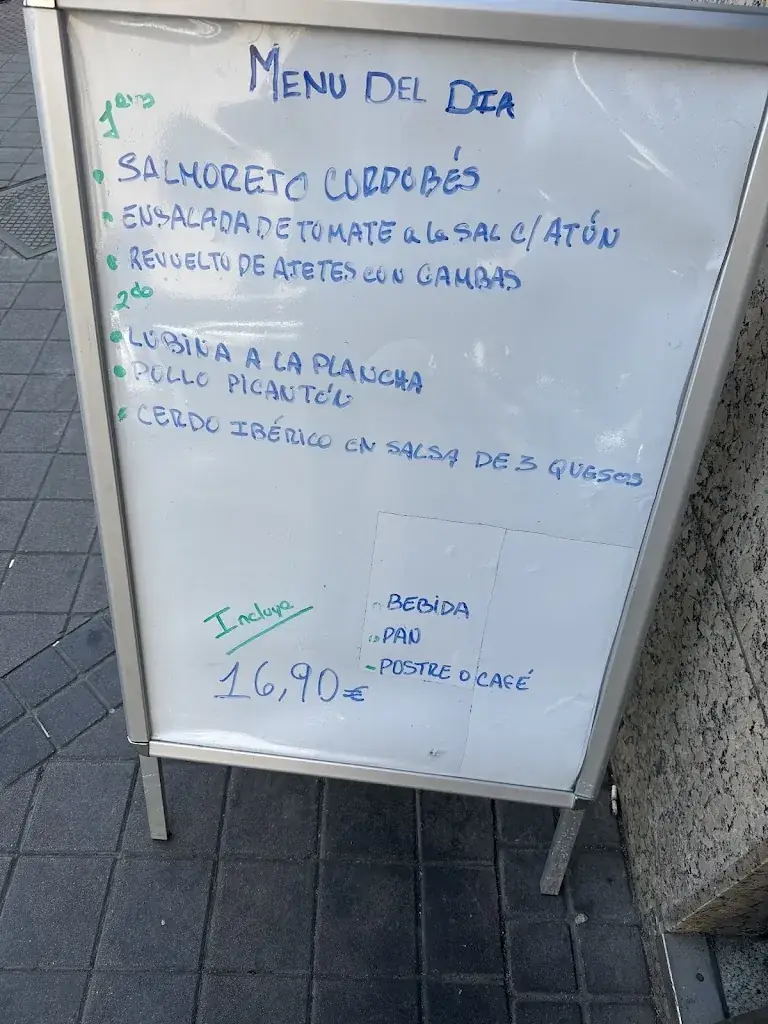 MENU DEL DIA
1eros
SALMOREJO CORDOBÉS
ENSALADA DE TOMATE a la SAL C/ATÚN
REVUELTO DE AJETES CON GAMBAS
2do
LUBINA A LA PLANCHA
POLLO PICANTÓN
CERDO IBÉRICO EN SALSA DE 3 QUESOS
Incluye
- BEBIDA
- PAN
- POSTRE O CAFÉ
16,90€